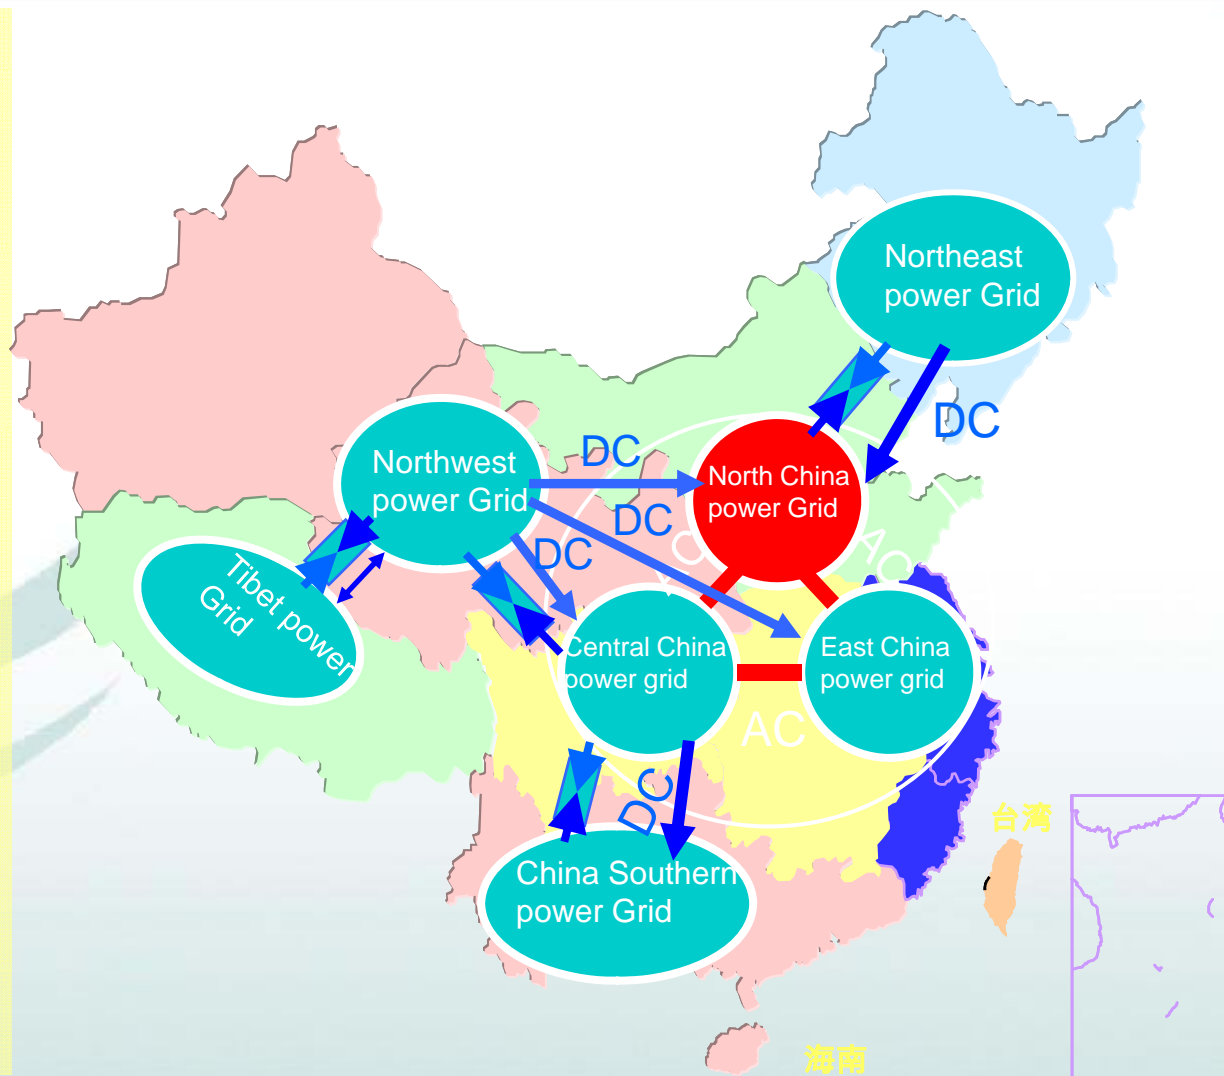 Northeast
power Grid
DC
Northwest
power Grid
DC
North China
power Grid
DC
DC
AC
AC
Tibet power
Grid
Central China
power grid
East China
power grid
AC
DC
台湾
China Southern
power Grid
海南